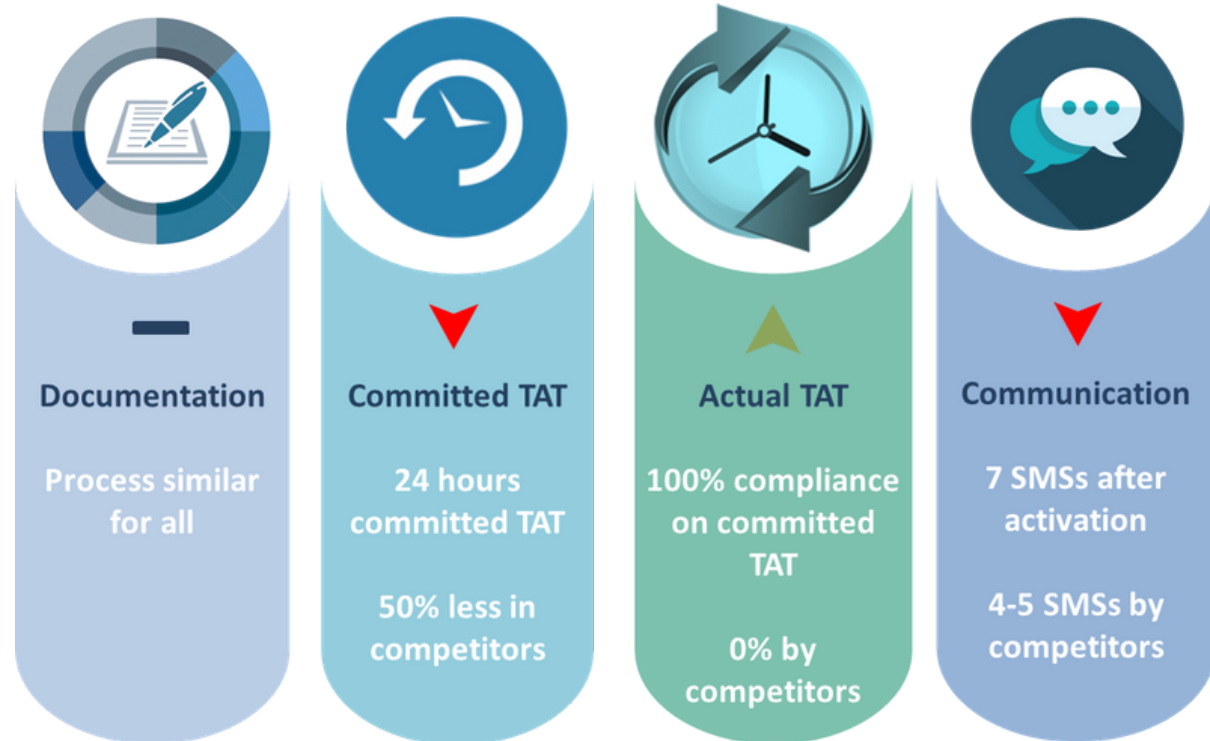 Documentation
Process similar
for all
Committed TAT
24 hours
committed TAT
50% less in
competitors
Actual TAT
100% compliance
on committed
TAT
0% by
competitors
Communication
7 SMSs after
activation
4-5 SMSs by
competitors